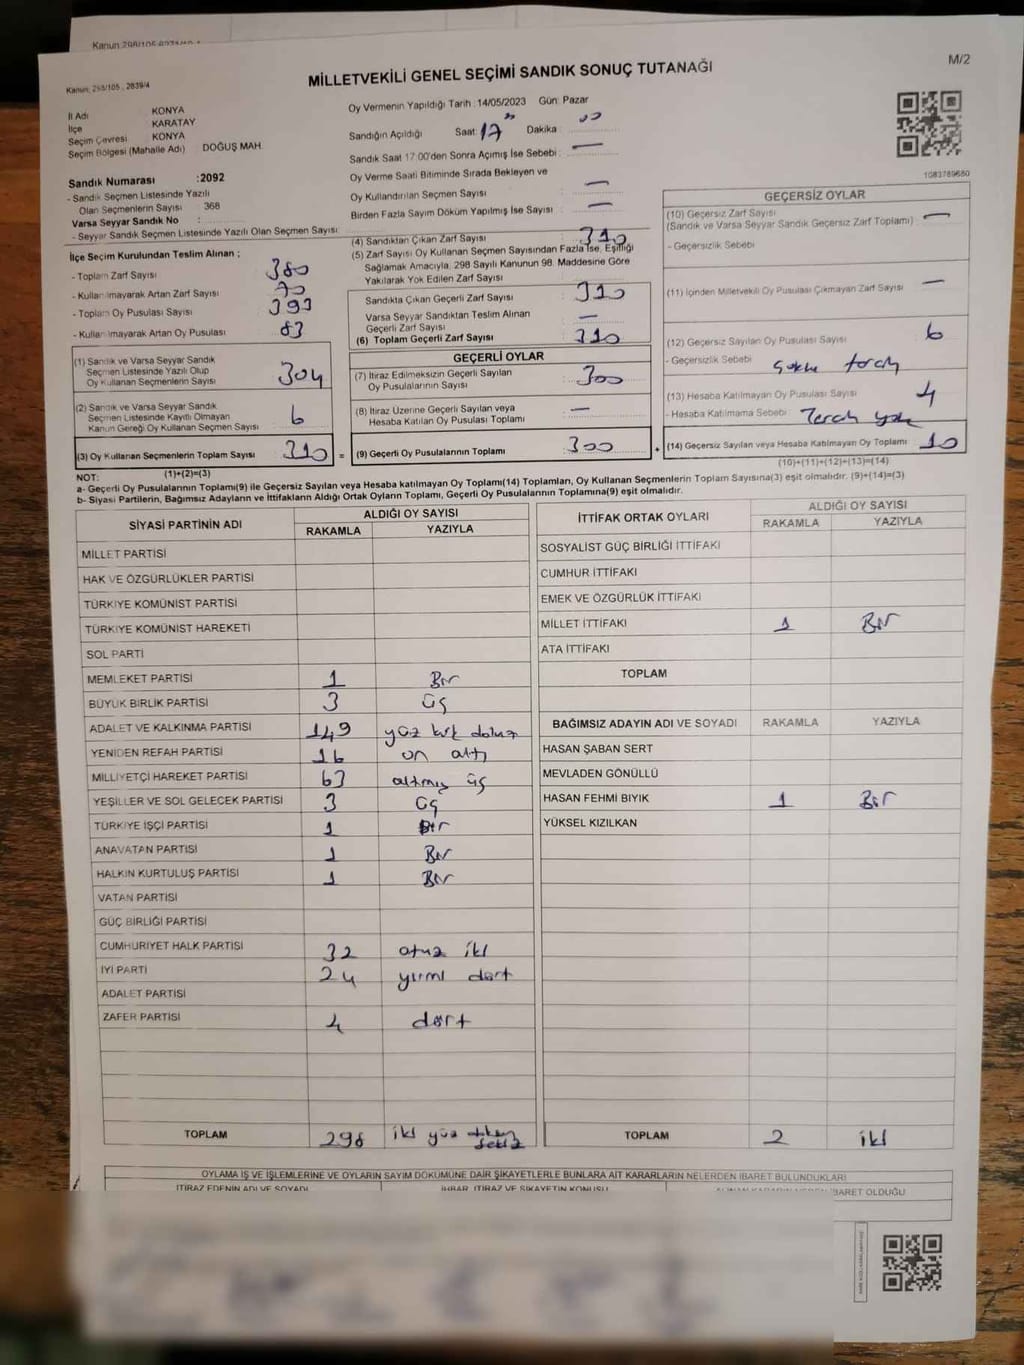 Kanun 298/105
M/2
MİLLETVEKİLİ GENEL SEÇİMİ SANDIK SONUÇ TUTANAĞI
Kanun: 298/105 , 2839/4
İl Adı KONYA
İlçe KARATAY
Seçim Çevresi KONYA
Seçim Bölgesi (Mahalle Adı) DOĞUŞ MAH.
Sandık Numarası :2092
- Sandık Seçmen Listesinde Yazılı
Olan Seçmenlerin Sayısı : 368
Varsa Seyyar Sandık No :
- Seyyar Sandık Seçmen Listesinde Yazılı Olan Seçmen Sayısı:
Oy Vermenin Yapıldığı Tarih :14/05/2023 Gün: Pazar
Sandığın Açıldığı Saat: 17 Dakika :
Sandık Saat 17:00'den Sonra Açımış İse Sebebi : —
Oy Verme Saati Bitiminde Sırada Bekleyen ve
Oy Kullandırılan Seçmen Sayısı : —
Birden Fazla Sayım Döküm Yapılmış İse Sayısı : —
1083789680
İlçe Seçim Kurulundan Teslim Alınan ;
- Toplam Zarf Sayısı : 380
- Kullanılmayarak Artan Zarf Sayısı : 70
- Toplam Oy Pusulası Sayısı : 393
- Kullanılmayarak Artan Oy Pusulası : 83
(1) Sandık ve Varsa Seyyar Sandık
Seçmen Listesinde Yazılı Olup
Oy Kullanan Seçmenlerin Sayısı : 304
(2) Sandık ve Varsa Seyyar Sandık
Seçmen Listesinde Kayıtlı Olmayan
Kanun Gereği Oy Kullanan Seçmen Sayısı : 6
(3) Oy Kullanan Seçmenlerin Toplam Sayısı : 310 =
(1)+(2)=(3)
(4) Sandıktan Çıkan Zarf Sayısı : 310
(5) Zarf Sayısı Oy Kullanan Seçmen Sayısından Fazla İse, Eşitliği
Sağlamak Amacıyla, 298 Sayılı Kanunun 98. Maddesine Göre
Yakılarak Yok Edilen Zarf Sayısı :
Sandıkta Çıkan Geçerli Zarf Sayısı : 310
Varsa Seyyar Sandıktan Teslim Alınan
Geçerli Zarf Sayısı : —
(6) Toplam Geçerli Zarf Sayısı : 310
GEÇERLİ OYLAR
(7) İtiraz Edilmeksizin Geçerli Sayılan
Oy Pusulalarının Sayısı : 300
(8) İtiraz Üzerine Geçerli Sayılan veya
Hesaba Katılan Oy Pusulası Toplamı : —
(9) Geçerli Oy Pusulalarının Toplamı : 300 +
GEÇERSİZ OYLAR
(10) Geçersiz Zarf Sayısı
(Sandık ve Varsa Seyyar Sandık Geçersiz Zarf Toplamı) : —
- Geçersizlik Sebebi
(11) İçinden Milletvekili Oy Pusulası Çıkmayan Zarf Sayısı : —
(12) Geçersiz Sayılan Oy Pusulası Sayısı : 6
- Geçersizlik Sebebi
(13) Hesaba Katılmayan Oy Pusulası Sayısı : 4
- Hesaba Katılmama Sebebi : Tercih yok
(14) Geçersiz Sayılan veya Hesaba Katılmayan Oy Toplamı : 10
(10)+(11)+(12)+(13)=(14)
NOT:
a- Geçerli Oy Pusulalarının Toplamı(9) ile Geçersiz Sayılan veya Hesaba katılmayan Oy Toplamı(14) Toplamları, Oy Kullanan Seçmenlerin Toplam Sayısına(3) eşit olmalıdır. (9)+(14)=(3)
b- Siyasi Partilerin, Bağımsız Adayların ve İttifakların Aldığı Ortak Oyların Toplamı, Geçerli Oy Pusulalarının Toplamına(9) eşit olmalıdır.
SİYASİ PARTİNİN ADI ALDIĞI OY SAYISI
RAKAMLA YAZIYLA
MİLLET PARTİSİ
HAK VE ÖZGÜRLÜKLER PARTİSİ
TÜRKİYE KOMÜNİST PARTİSİ
TÜRKİYE KOMÜNİST HAREKETİ
SOL PARTİ
MEMLEKET PARTİSİ 1 Bir
BÜYÜK BİRLİK PARTİSİ 3 üç
ADALET VE KALKINMA PARTİSİ 149 yüz kırk dokuz
YENİDEN REFAH PARTİSİ 16 on altı
MİLLİYETÇİ HAREKET PARTİSİ 63 altmış üç
YEŞİLLER VE SOL GELECEK PARTİSİ 3 üç
TÜRKİYE İŞÇİ PARTİSİ 1 Bir
ANAVATAN PARTİSİ 1 Bir
HALKIN KURTULUŞ PARTİSİ 1 Bir
VATAN PARTİSİ
GÜÇ BİRLİĞİ PARTİSİ
CUMHURİYET HALK PARTİSİ 32 otuz iki
İYİ PARTİ 24 yirmi dört
ADALET PARTİSİ
ZAFER PARTİSİ 4 dört
TOPLAM 298 iki yüz doksan sekiz
İTTİFAK ORTAK OYLARI ALDIĞI OY SAYISI
RAKAMLA YAZIYLA
SOSYALİST GÜÇ BİRLİĞİ İTTİFAKI
CUMHUR İTTİFAKI
EMEK VE ÖZGÜRLÜK İTTİFAKI
MİLLET İTTİFAKI 1 Bir
ATA İTTİFAKI
TOPLAM
BAĞIMSIZ ADAYIN ADI VE SOYADI RAKAMLA YAZIYLA
HASAN ŞABAN SERT
MEVLADEN GÖNÜLLÜ
HASAN FEHMİ BIYIK 1 Bir
YÜKSEL KIZILKAN
TOPLAM 2 iki
OYLAMA İŞ VE İŞLEMLERİNE VE OYLARIN SAYIM DÖKÜMÜNE DAİR ŞİKAYETLERLE BUNLARA AİT KARARLARIN NELERDEN İBARET BULUNDUKLARI
İTİRAZ EDENİN ADI VE SOYADI İHBAR, İTİRAZ VE ŞİKAYETİN KONUSU İBARET OLDUĞU